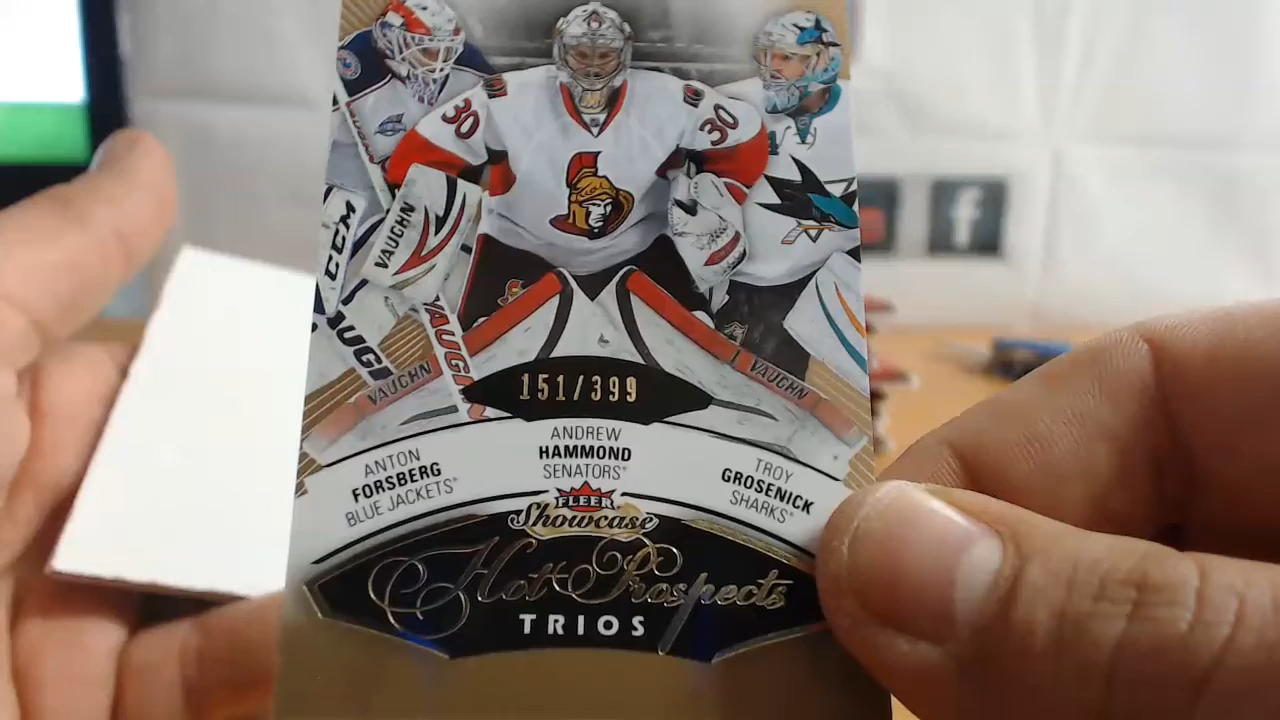 30
30
CCM
VAUGHN
VAUGHN
VAUGHN
151/399
ANTON
FORSBERG
BLUE JACKETS
ANDREW
HAMMOND
SENATORS
TROY
GROSENICK
SHARKS
FLEER
Showcase
Hot Prospects
TRIOS
f